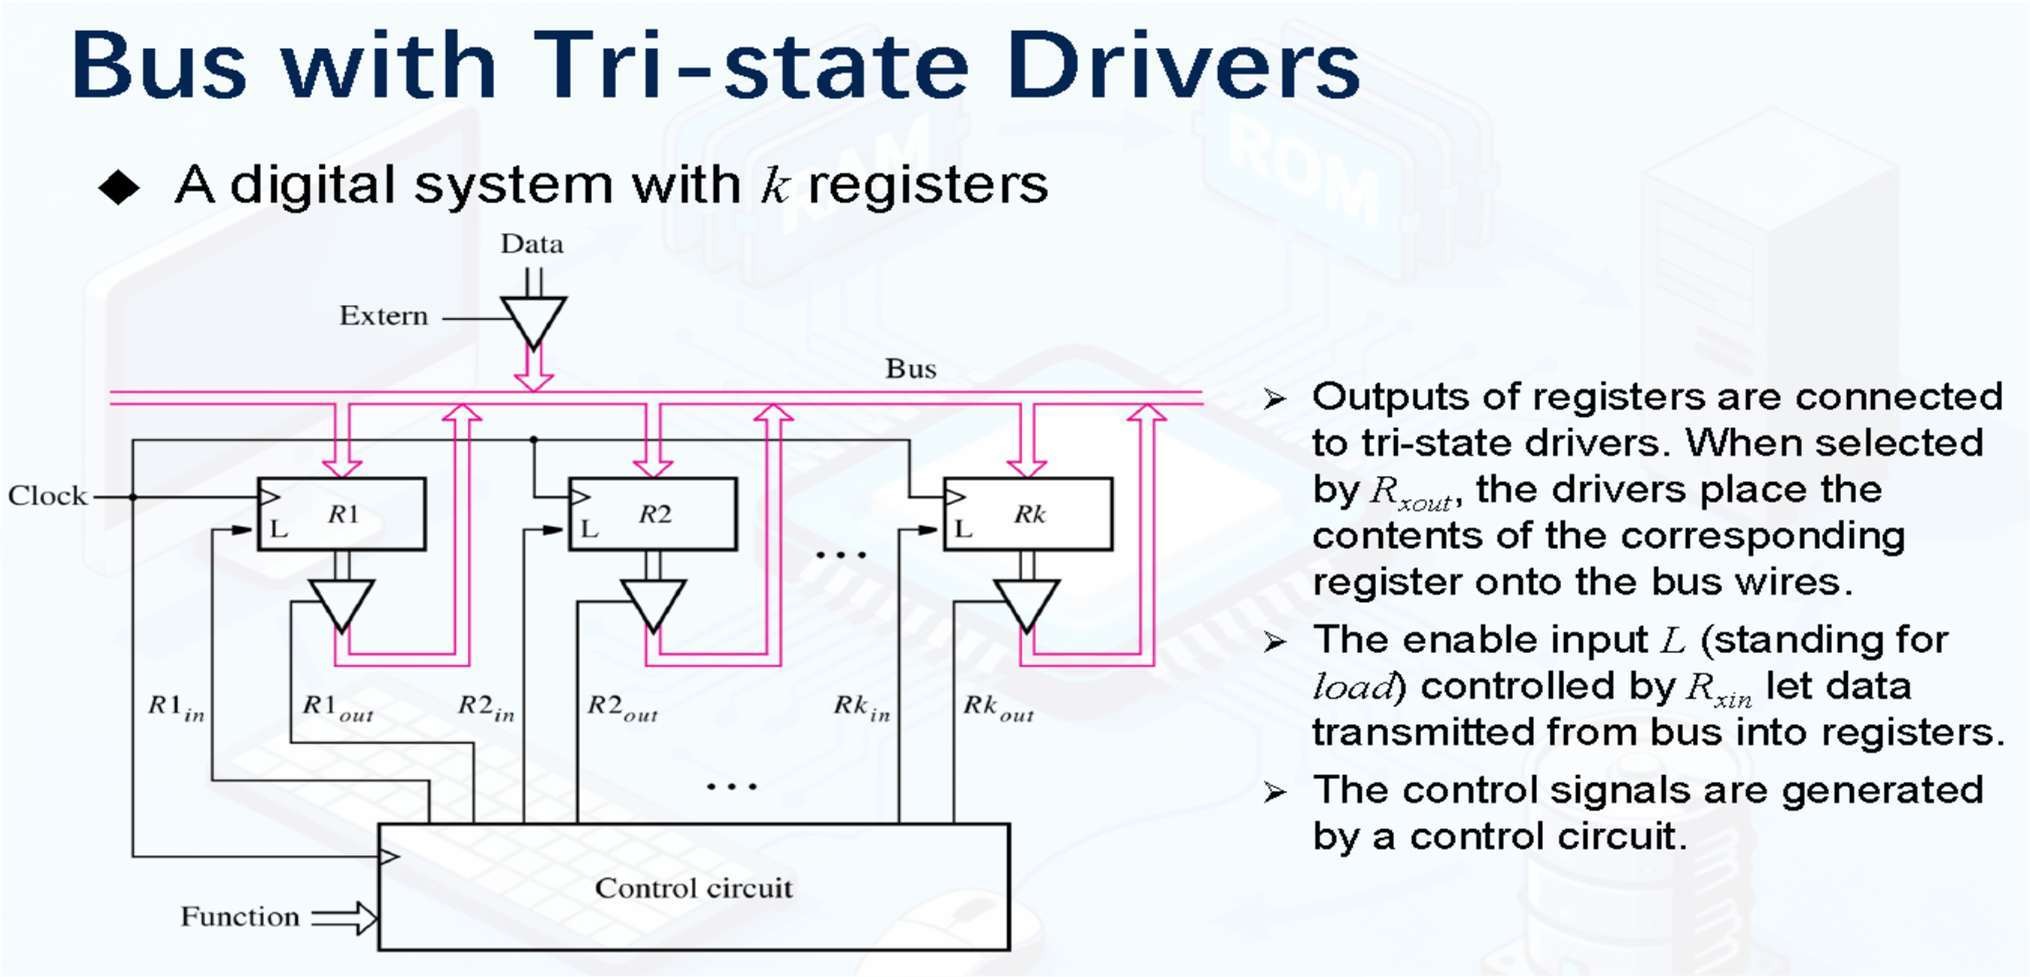 Bus with Tri-state Drivers
◆ A digital system with k registers
Data
Extern
Bus
Clock
R1
R2
Rk
L
L
L
...
R1in
R1out
R2in
R2out
Rkin
Rkout
...
Control circuit
Function
➢ Outputs of registers are connected
to tri-state drivers. When selected
by Rxout, the drivers place the
contents of the corresponding
register onto the bus wires.
➢ The enable input L (standing for
load) controlled by Rxin let data
transmitted from bus into registers.
➢ The control signals are generated
by a control circuit.
RAM
ROM